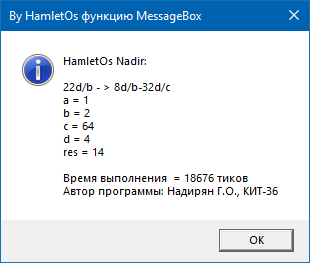 By HamletOs функцию MessageBox
HamletOs Nadir:
22d/b - > 8d/b-32d/c
a = 1
b = 2
c = 64
d = 4
res = 14
Время выполнения  = 18676 тиков
Автор программы: Надирян Г.О., КИТ-36
OK